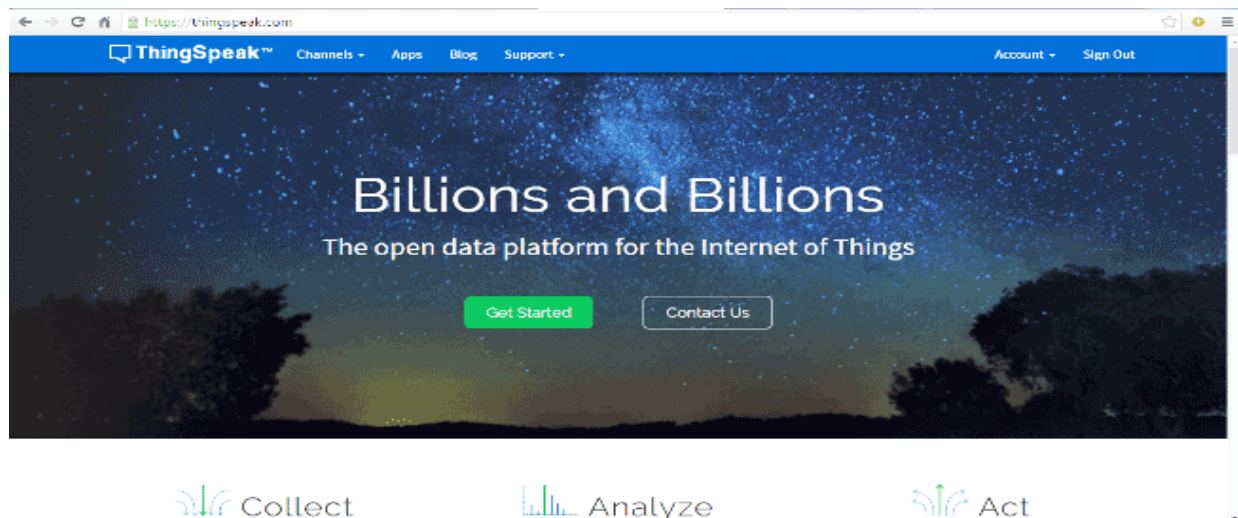 https://thingspeak.com
ThingSpeak™ Channels Apps Blog Support Account Sign Out
Billions and Billions
The open data platform for the Internet of Things
Get Started Contact Us
Collect Analyze Act